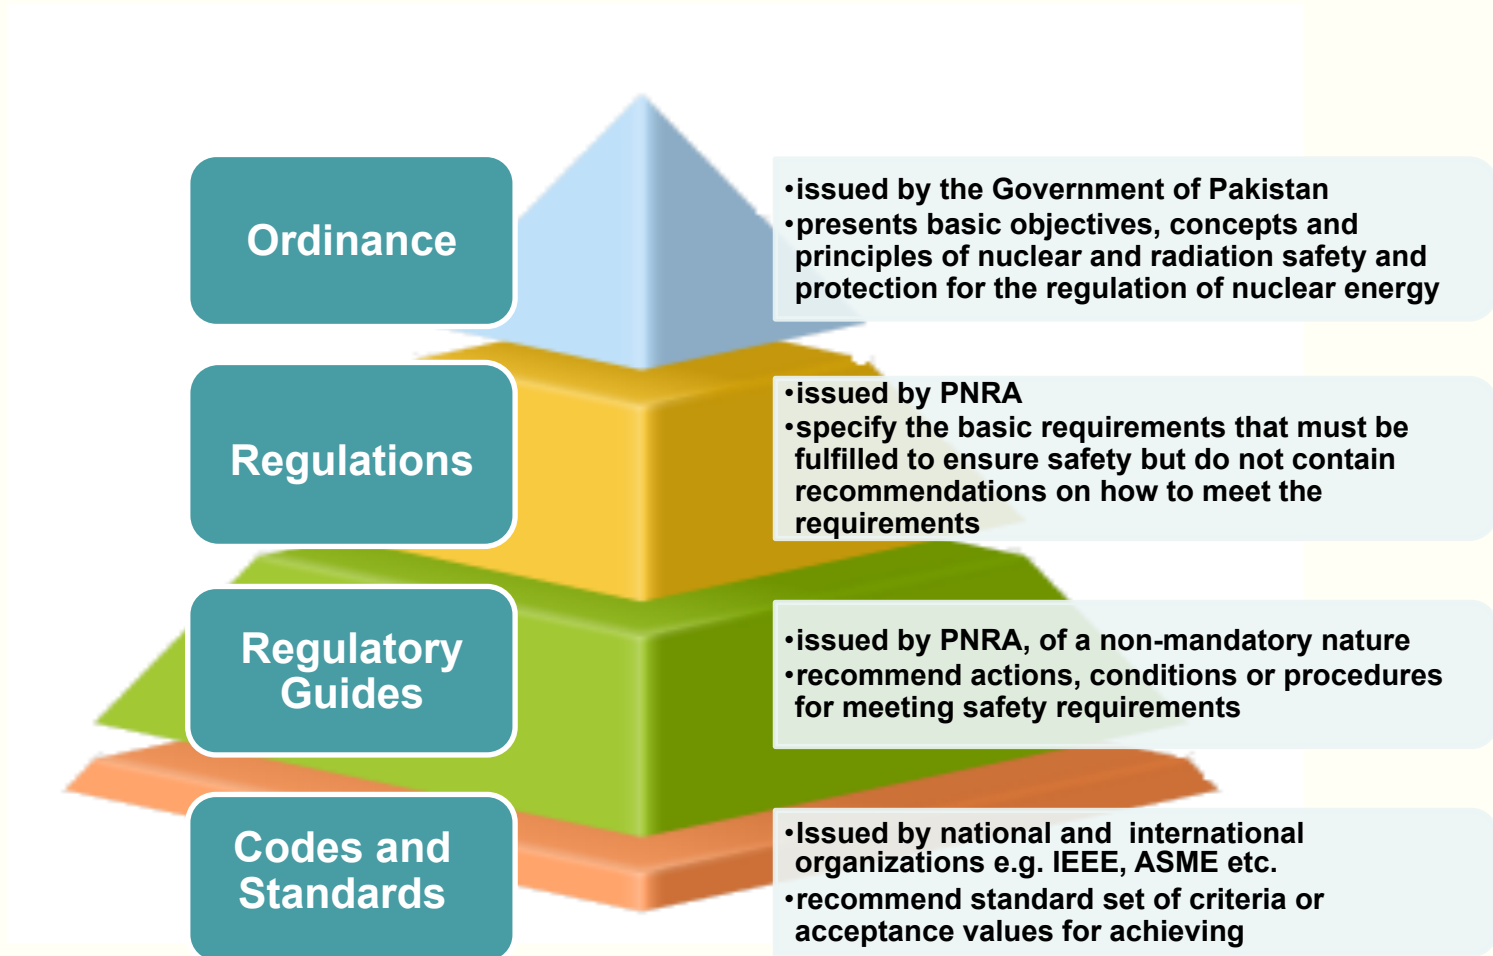 Ordinance
•issued by the Government of Pakistan
•presents basic objectives, concepts and
principles of nuclear and radiation safety and
protection for the regulation of nuclear energy
Regulations
•issued by PNRA
•specify the basic requirements that must be
fulfilled to ensure safety but do not contain
recommendations on how to meet the
requirements
Regulatory
Guides
•issued by PNRA, of a non-mandatory nature
•recommend actions, conditions or procedures
for meeting safety requirements
Codes and
Standards
•Issued by national and international
organizations e.g. IEEE, ASME etc.
•recommend standard set of criteria or
acceptance values for achieving